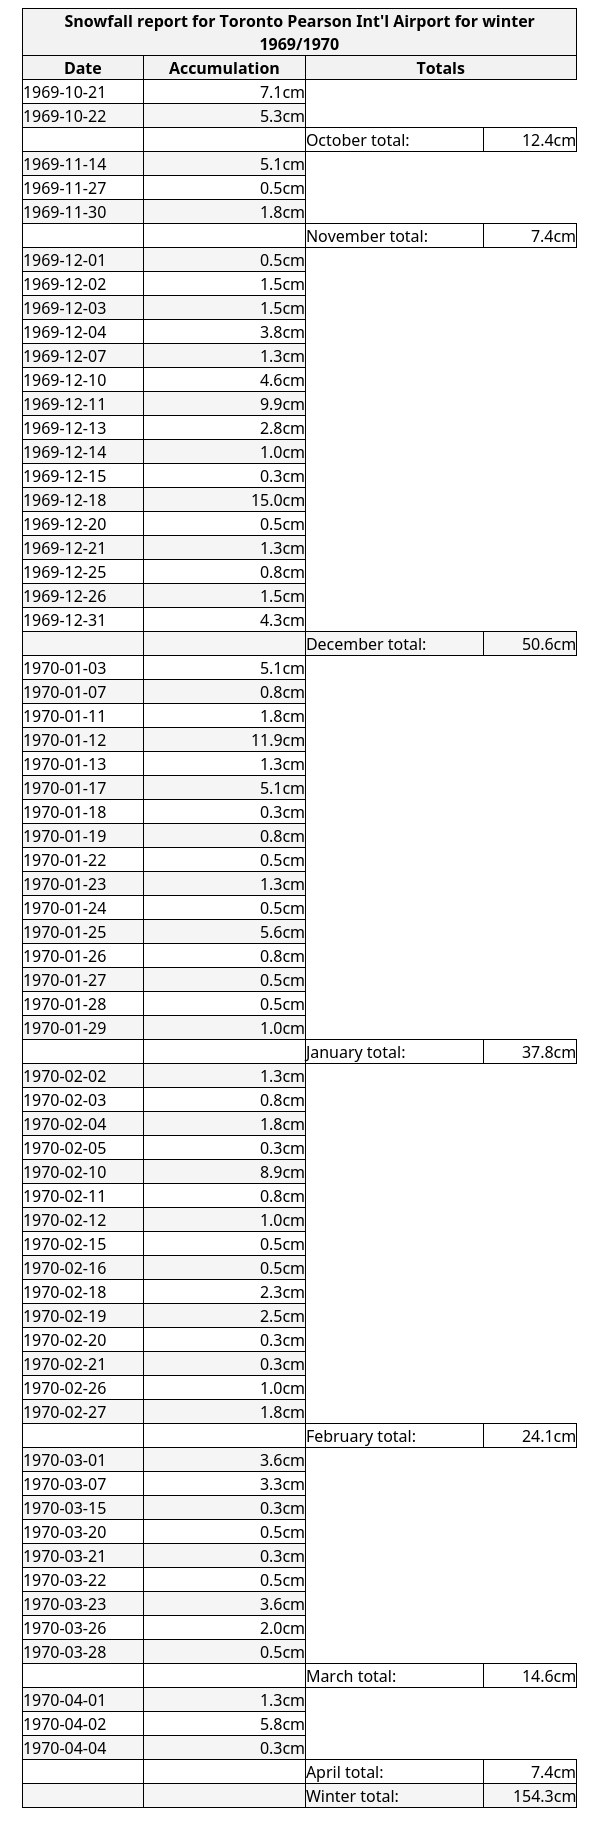 Snowfall report for Toronto Pearson Int'l Airport for winter
1969/1970
Date Accumulation Totals
1969-10-21 7.1cm
1969-10-22 5.3cm
October total: 12.4cm
1969-11-14 5.1cm
1969-11-27 0.5cm
1969-11-30 1.8cm
November total: 7.4cm
1969-12-01 0.5cm
1969-12-02 1.5cm
1969-12-03 1.5cm
1969-12-04 3.8cm
1969-12-07 1.3cm
1969-12-10 4.6cm
1969-12-11 9.9cm
1969-12-13 2.8cm
1969-12-14 1.0cm
1969-12-15 0.3cm
1969-12-18 15.0cm
1969-12-20 0.5cm
1969-12-21 1.3cm
1969-12-25 0.8cm
1969-12-26 1.5cm
1969-12-31 4.3cm
December total: 50.6cm
1970-01-03 5.1cm
1970-01-07 0.8cm
1970-01-11 1.8cm
1970-01-12 11.9cm
1970-01-13 1.3cm
1970-01-17 5.1cm
1970-01-18 0.3cm
1970-01-19 0.8cm
1970-01-22 0.5cm
1970-01-23 1.3cm
1970-01-24 0.5cm
1970-01-25 5.6cm
1970-01-26 0.8cm
1970-01-27 0.5cm
1970-01-28 0.5cm
1970-01-29 1.0cm
January total: 37.8cm
1970-02-02 1.3cm
1970-02-03 0.8cm
1970-02-04 1.8cm
1970-02-05 0.3cm
1970-02-10 8.9cm
1970-02-11 0.8cm
1970-02-12 1.0cm
1970-02-15 0.5cm
1970-02-16 0.5cm
1970-02-18 2.3cm
1970-02-19 2.5cm
1970-02-20 0.3cm
1970-02-21 0.3cm
1970-02-26 1.0cm
1970-02-27 1.8cm
February total: 24.1cm
1970-03-01 3.6cm
1970-03-07 3.3cm
1970-03-15 0.3cm
1970-03-20 0.5cm
1970-03-21 0.3cm
1970-03-22 0.5cm
1970-03-23 3.6cm
1970-03-26 2.0cm
1970-03-28 0.5cm
March total: 14.6cm
1970-04-01 1.3cm
1970-04-02 5.8cm
1970-04-04 0.3cm
April total: 7.4cm
Winter total: 154.3cm